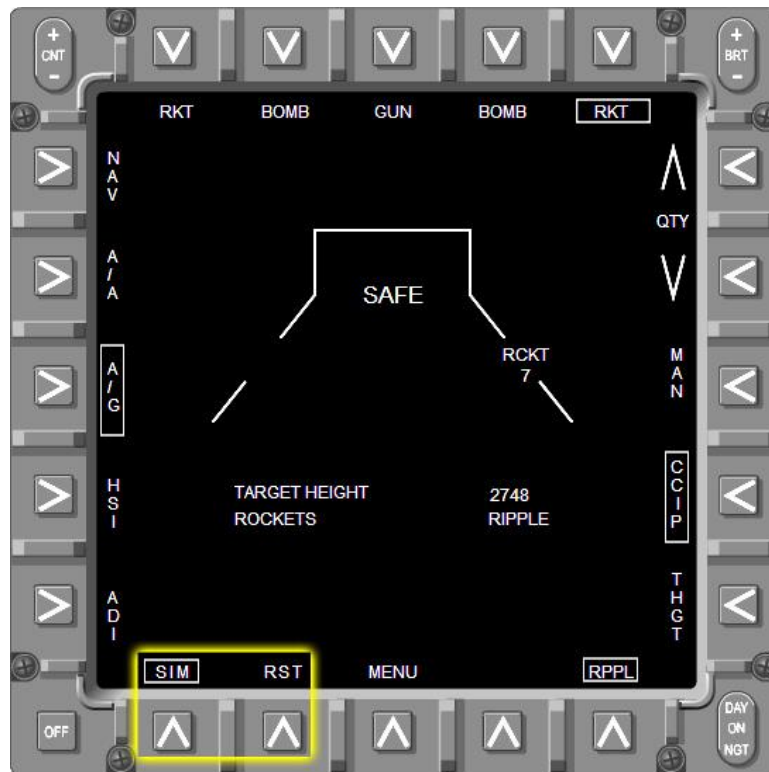 +
CNT
-
+
BRT
-
RKT BOMB GUN BOMB RKT
NAV
QTY
A/A
SAFE
RCKT
7
A/G
MAN
HSI
CCIP
TARGET HEIGHT 2748
ROCKETS RIPPLE
ADI
THGT
SIM RST MENU RPPL
OFF
DAY
ON
NGT